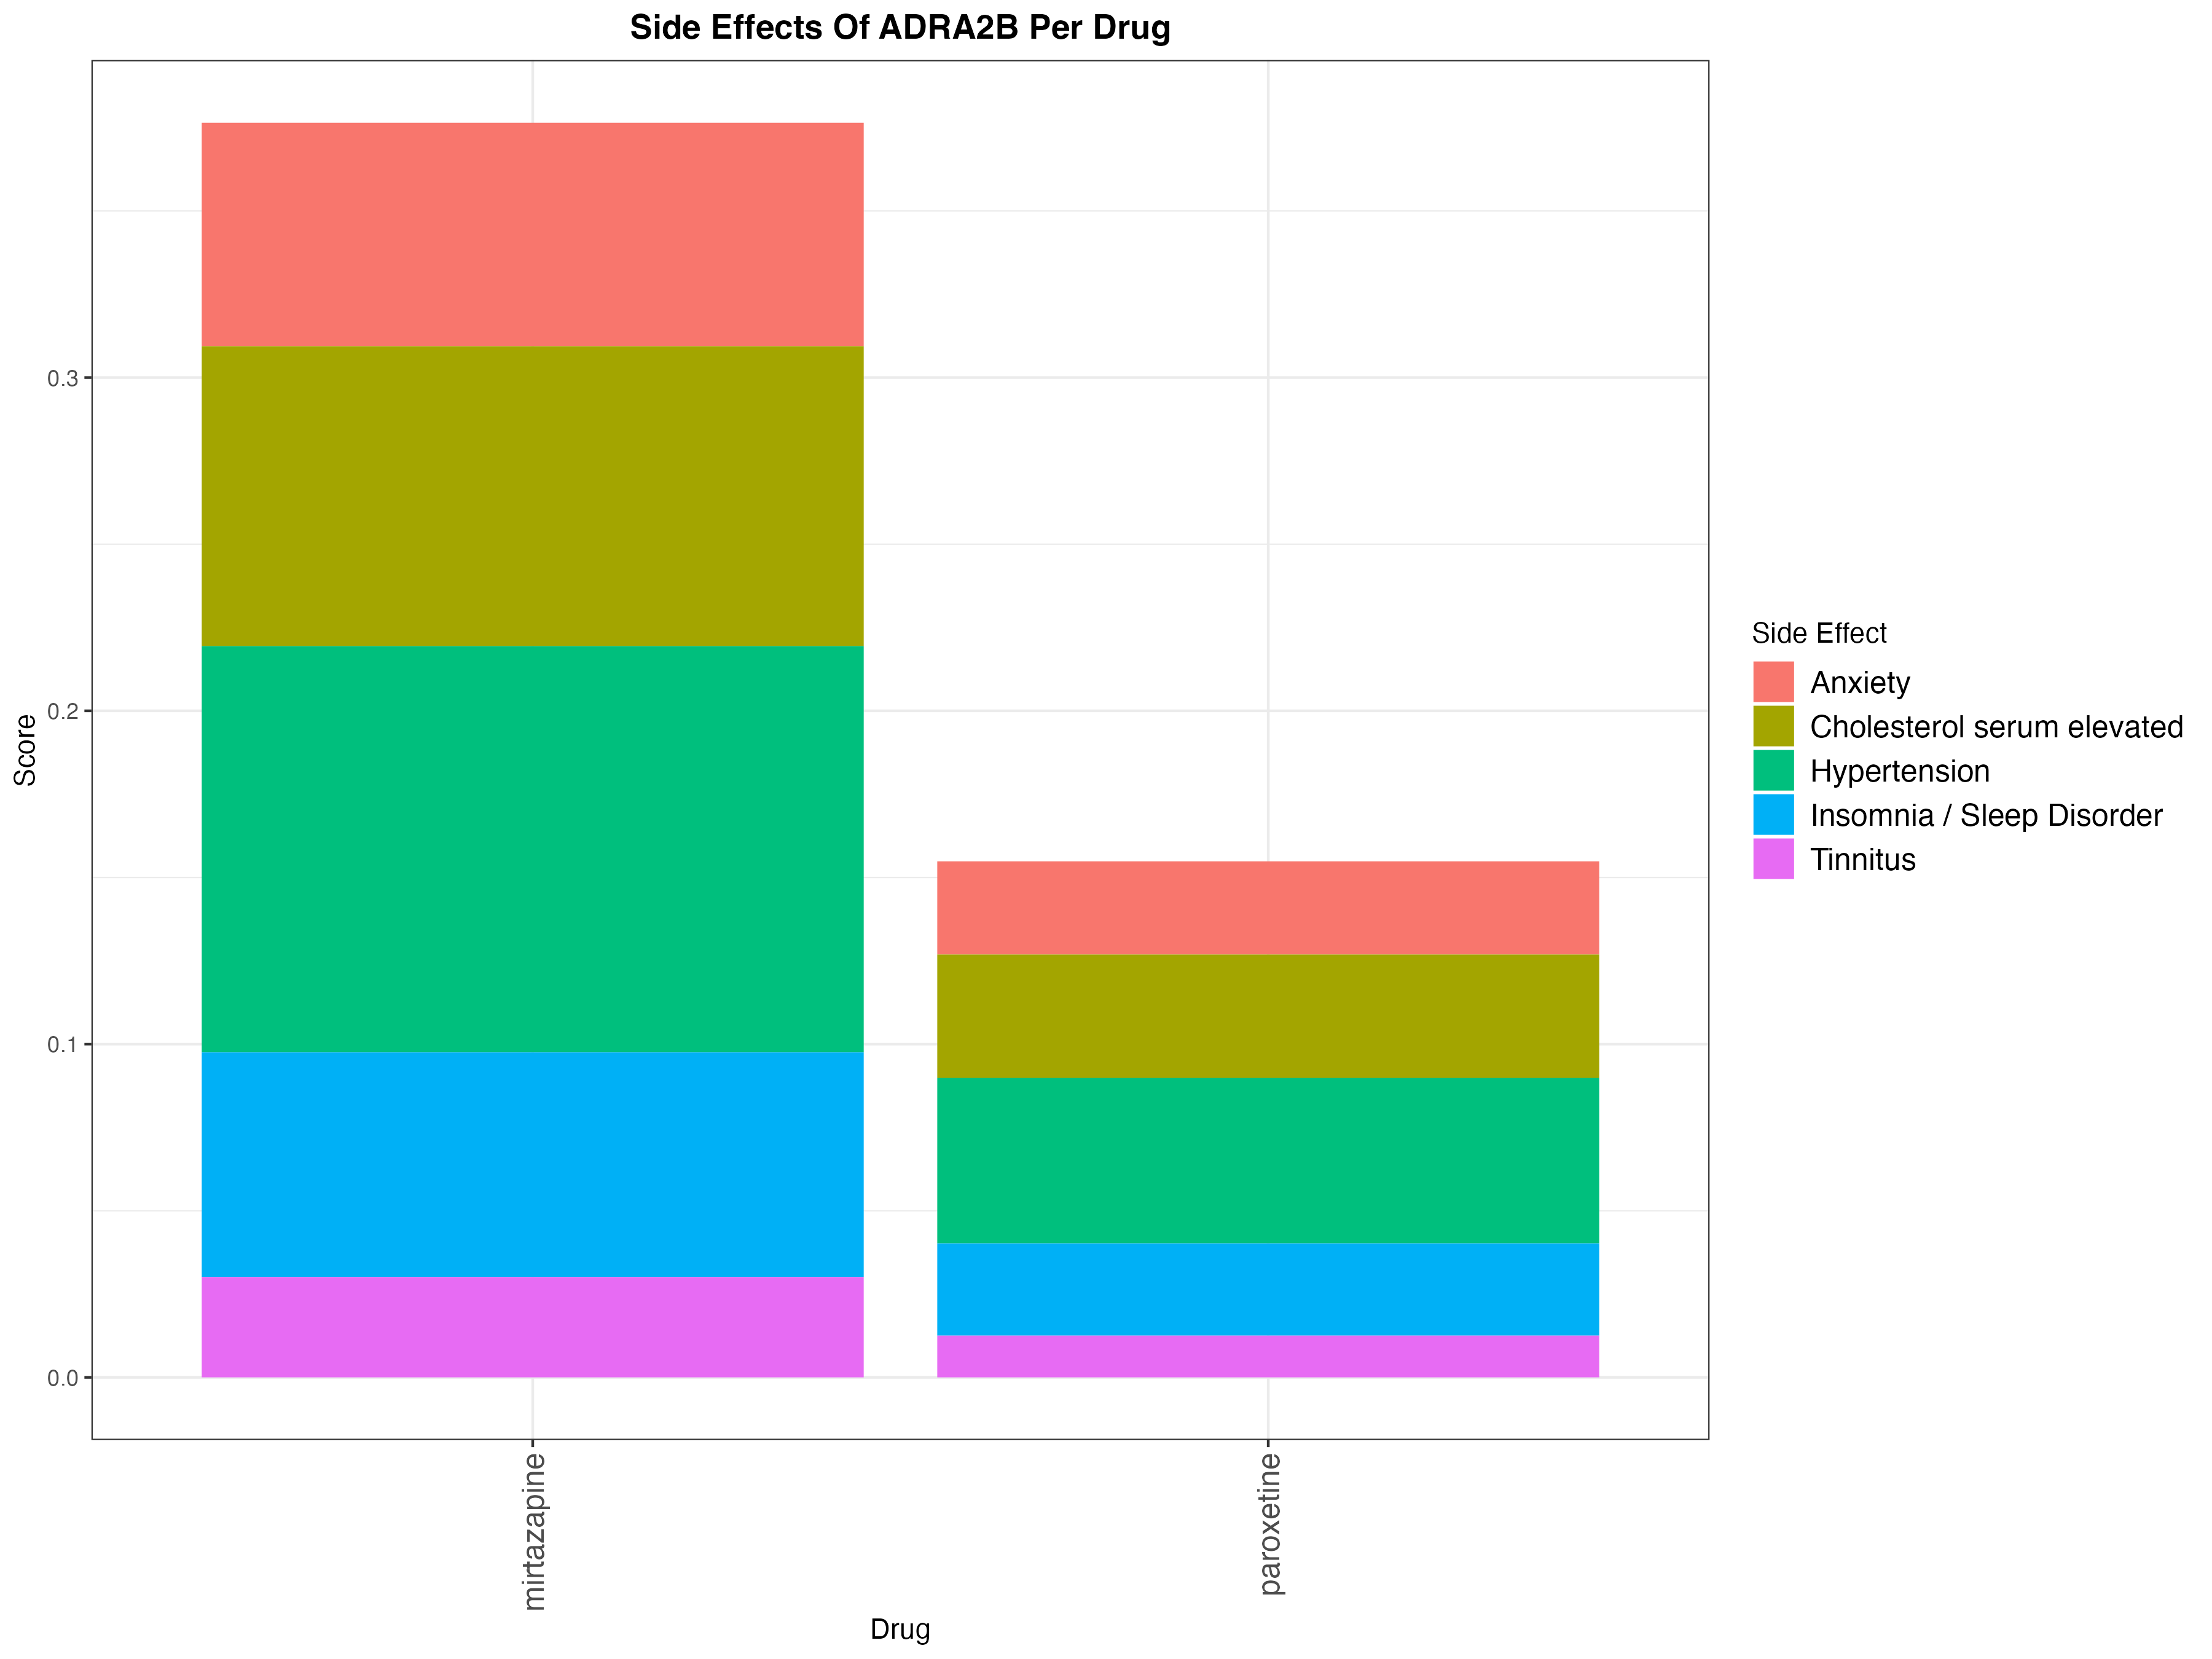 Side Effects Of ADRA2B Per Drug
Score
0.3
0.2
0.1
0.0
mirtazapine
paroxetine
Drug
Side Effect
Anxiety
Cholesterol serum elevated
Hypertension
Insomnia / Sleep Disorder
Tinnitus